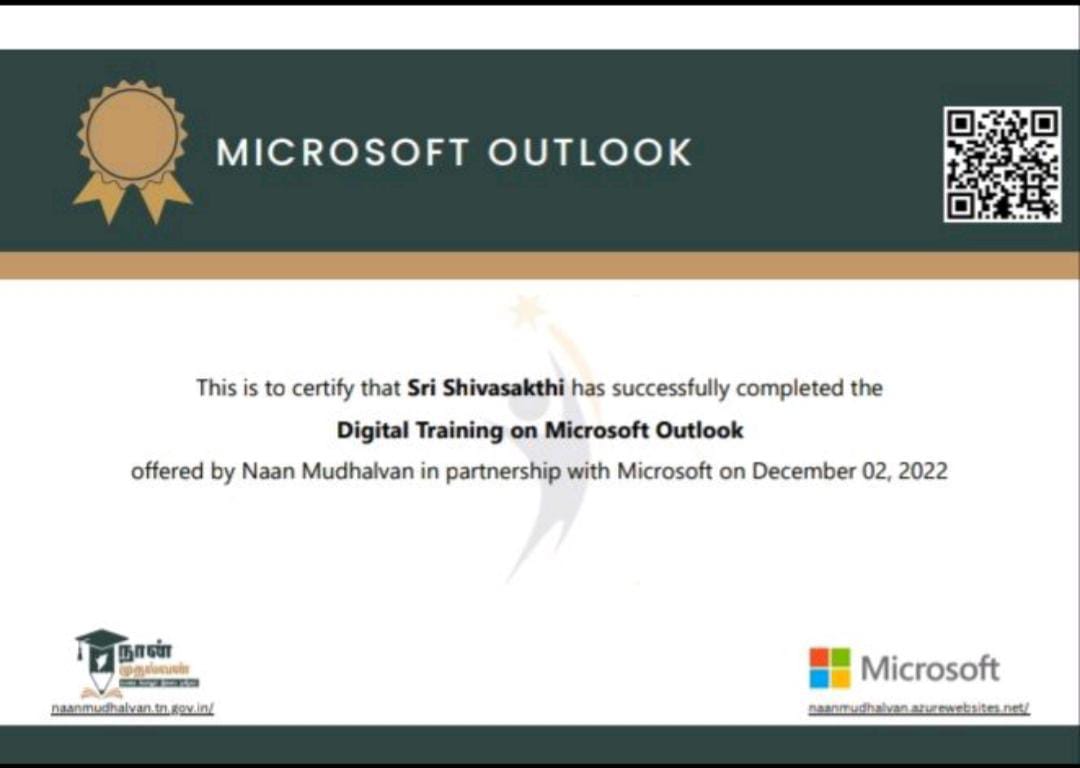 MICROSOFT OUTLOOK
This is to certify that Sri Shivasakthi has successfully completed the
Digital Training on Microsoft Outlook
offered by Naan Mudhalvan in partnership with Microsoft on December 02, 2022
நான்
முதல்வன்
naanmudhalvan.tn.gov.in/
Microsoft
naanmudhalvan.azurewebsites.net/